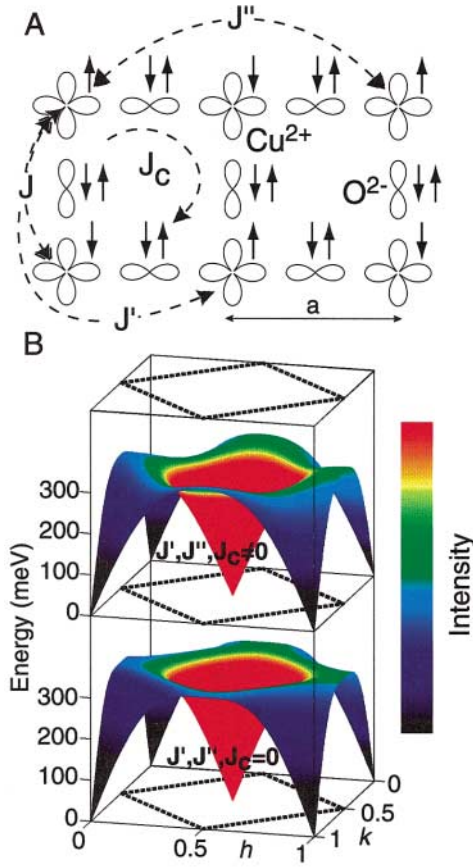 A
J''
Cu2+
J
JC
O2-
J'
a
B
300
200
100
0
J',J'',JC≠0
Energy (meV)
Intensity
300
200
100
0
J',J'',JC=0
0
0.5
1
h
0
0.5
1
k